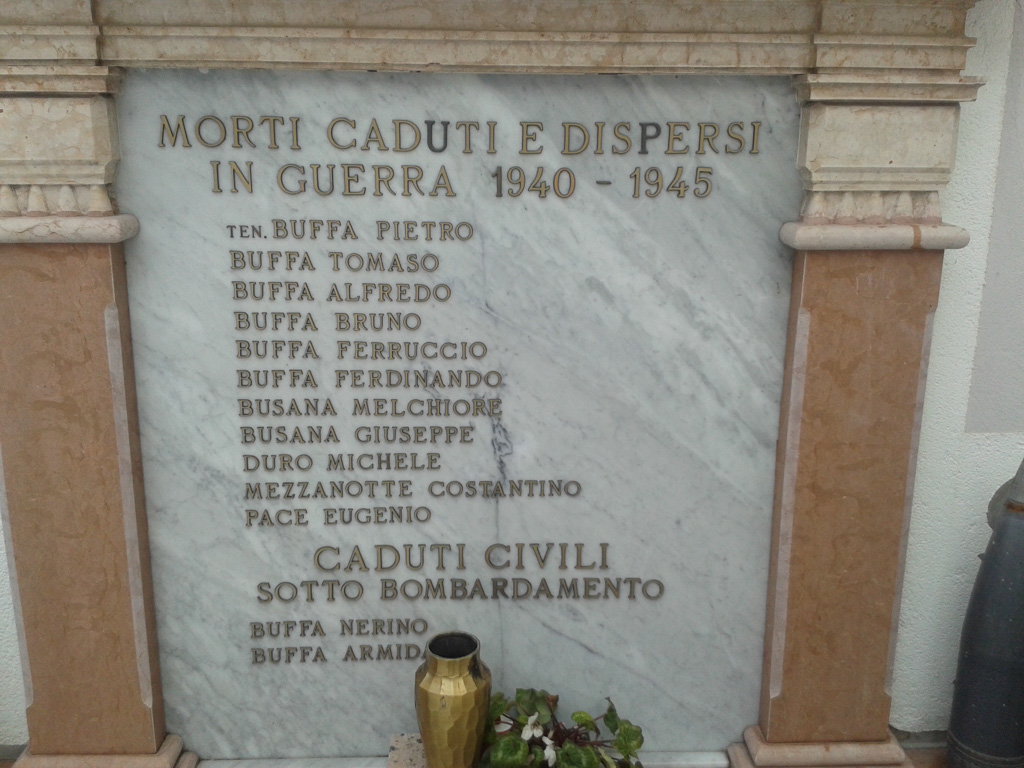 MORTI CADUTI E DISPERSI
IN GUERRA 1940 - 1945
TEN. BUFFA PIETRO
BUFFA TOMASO
BUFFA ALFREDO
BUFFA BRUNO
BUFFA FERRUCCIO
BUFFA FERDINANDO
BUSANA MELCHIORE
BUSANA GIUSEPPE
DURO MICHELE
MEZZANOTTE COSTANTINO
PACE EUGENIO
CADUTI CIVILI
SOTTO BOMBARDAMENTO
BUFFA NERINO
BUFFA ARMIDA